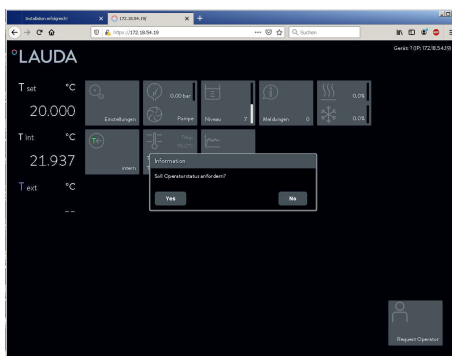 Installation erfolgreich!
172.18.54.19/
https://172.18.54.19
Suchen
°LAUDA
Gerät: 1 (IP: 172.18.54.19)
T set °C
20.000
T int °C
21.937
T ext °C
--
Einstellungen
0.00 bar
Pumpe
Niveau 7
Meldungen 0
0.0%
0.0%
intern
Information
Soll Operatorstatus anfordern?
Yes
No
Request Operator